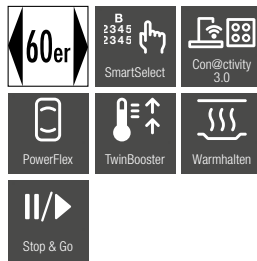 60er
B
2345
2345
SmartSelect
Con@ctivity
3.0
PowerFlex
TwinBooster
Warmhalten
Stop & Go